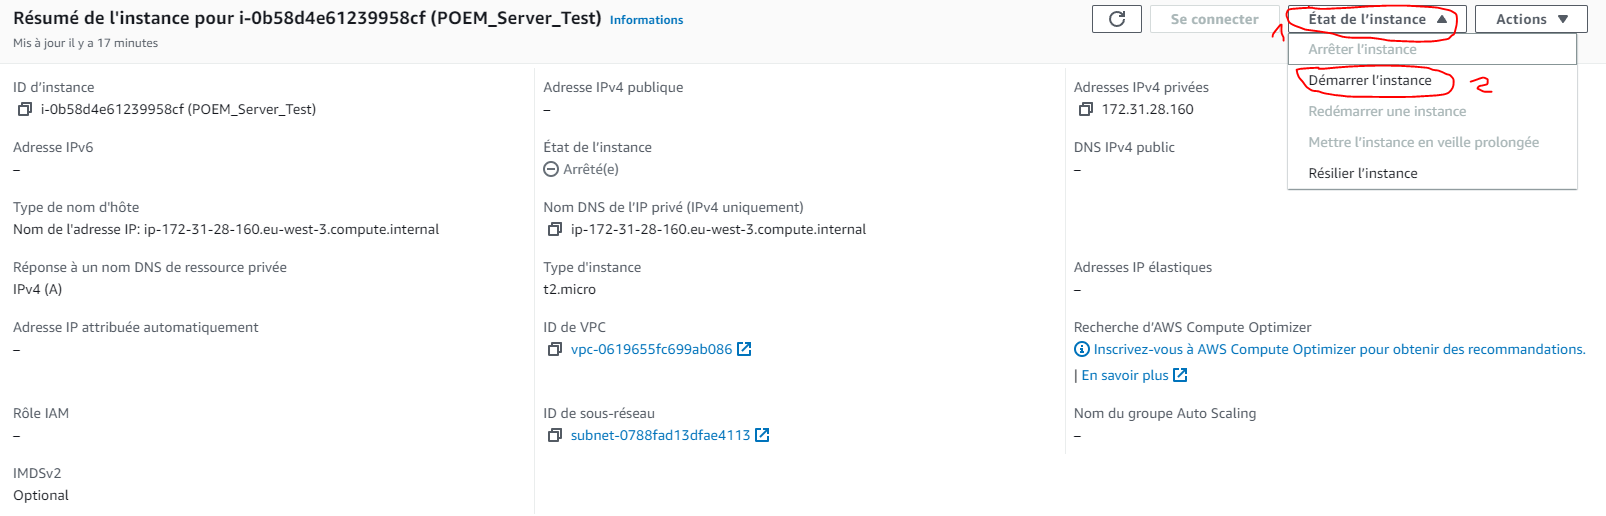 Résumé de l'instance pour i-0b58d4e61239958cf (POEM_Server_Test) Informations
Mis à jour il y a 17 minutes
Se connecter
1
État de l'instance
Actions
Arrêter l'instance
Démarrer l'instance
2
Redémarrer une instance
Mettre l'instance en veille prolongée
Résilier l'instance
ID d'instance
i-0b58d4e61239958cf (POEM_Server_Test)
Adresse IPv4 publique
–
Adresses IPv4 privées
172.31.28.160
Adresse IPv6
–
État de l'instance
Arrêté(e)
DNS IPv4 public
–
Type de nom d'hôte
Nom de l'adresse IP: ip-172-31-28-160.eu-west-3.compute.internal
Nom DNS de l'IP privé (IPv4 uniquement)
ip-172-31-28-160.eu-west-3.compute.internal
Réponse à un nom DNS de ressource privée
IPv4 (A)
Type d'instance
t2.micro
Adresses IP élastiques
–
Adresse IP attribuée automatiquement
–
ID de VPC
vpc-0619655fc699ab086
Recherche d'AWS Compute Optimizer
Inscrivez-vous à AWS Compute Optimizer pour obtenir des recommandations.
| En savoir plus
Rôle IAM
–
ID de sous-réseau
subnet-0788fad13dfae4113
Nom du groupe Auto Scaling
–
IMDSv2
Optional